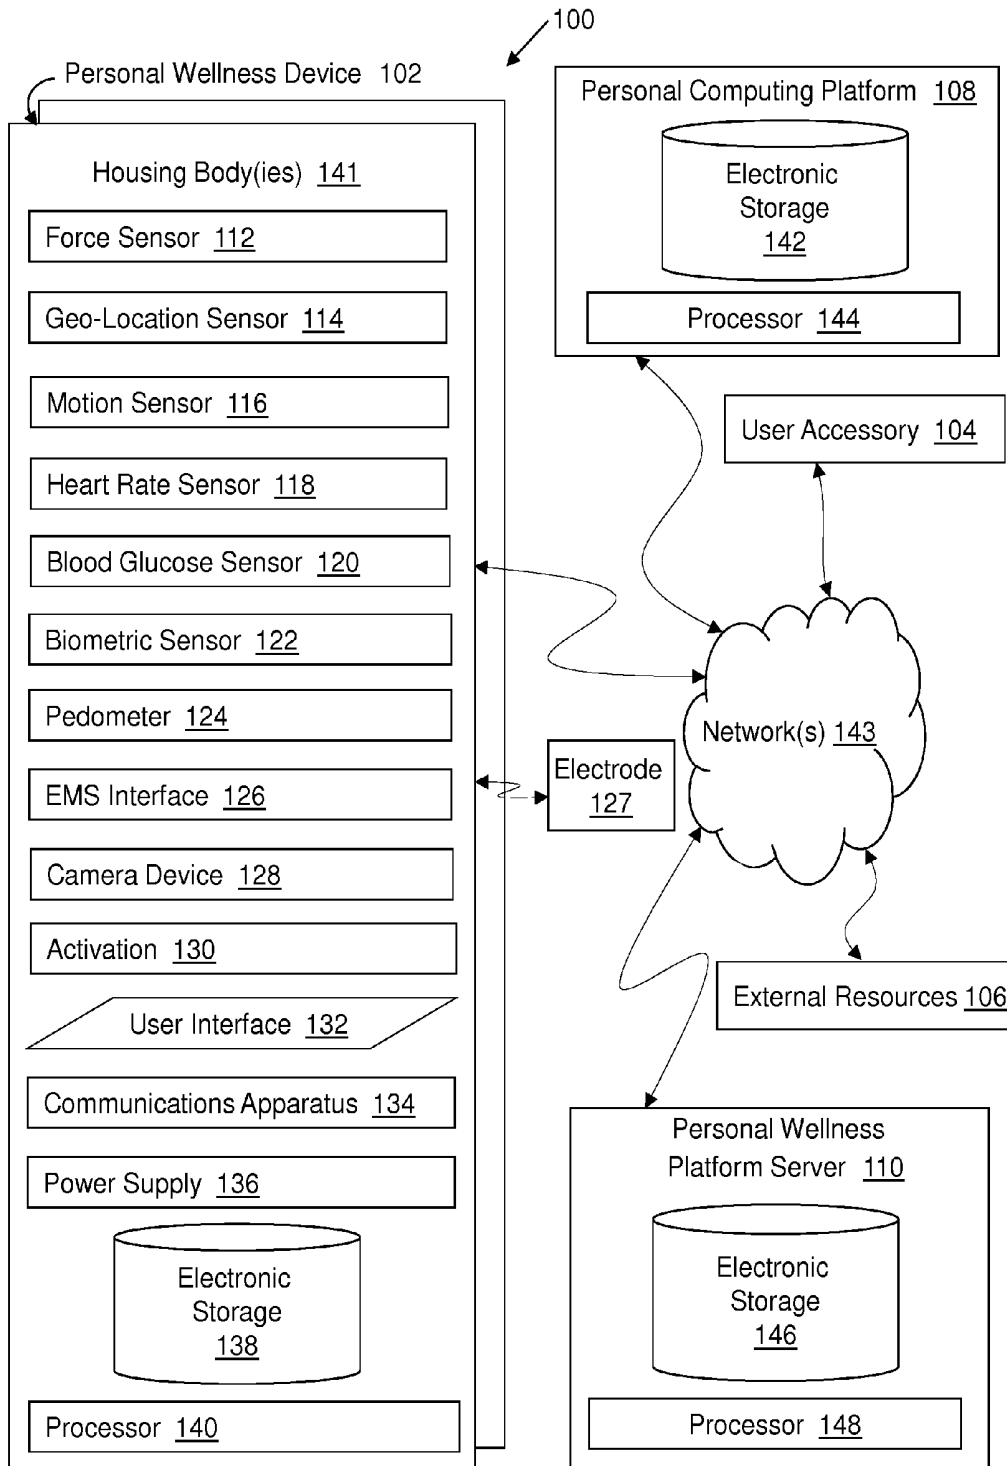 100
Personal Wellness Device 102
Housing Body(ies) 141
Force Sensor 112
Geo-Location Sensor 114
Motion Sensor 116
Heart Rate Sensor 118
Blood Glucose Sensor 120
Biometric Sensor 122
Pedometer 124
EMS Interface 126
Camera Device 128
Activation 130
User Interface 132
Communications Apparatus 134
Power Supply 136
Electronic
Storage
138
Processor 140
Personal Computing Platform 108
Electronic
Storage
142
Processor 144
User Accessory 104
Network(s) 143
Electrode
127
External Resources 106
Personal Wellness
Platform Server 110
Electronic
Storage
146
Processor 148